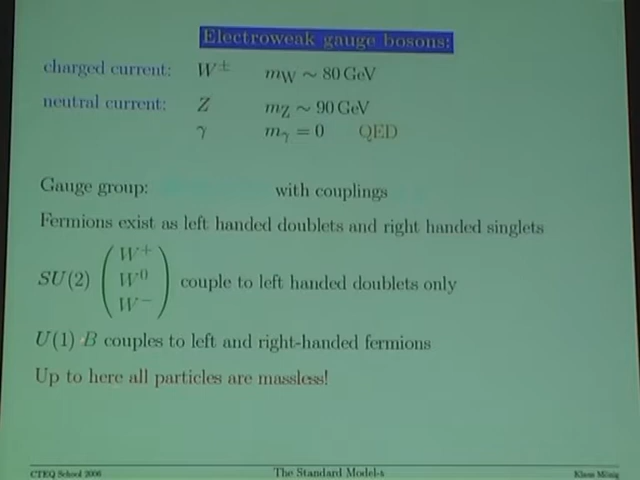 Electroweak gauge bosons:
charged current: W± mW ∼ 80 GeV
neutral current: Z mZ ∼ 90 GeV
γ mγ = 0 QED
Gauge group: with couplings
Fermions exist as left handed doublets and right handed singlets
W+
SU(2) W0 couple to left handed doublets only
W−
U(1) B couples to left and right-handed fermions
Up to here all particles are massless!
CTEQ School 2006 The Standard Model-8 Klaus Mönig